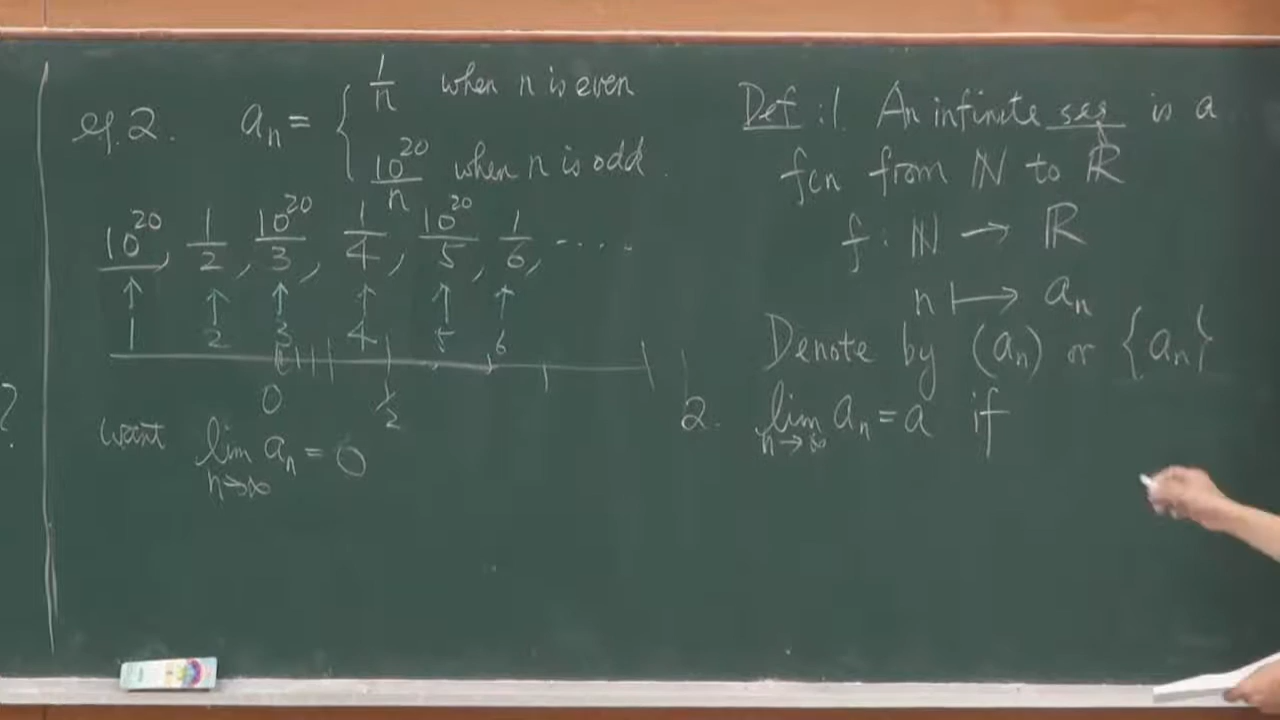 ?
eg.2. a_n = { 1/n when n is even
10^20/n when n is odd.
10^20, 1/2, 10^20/3, 1/4, 10^20/5, 1/6, ....
↑ ↑ ↑ ↑ ↑ ↑
1 2 3 4 5 6
0 1/2
want lim_{n→∞} a_n = 0
Def: 1. An infinite seq is a
fcn from ℕ to ℝ
f: ℕ → ℝ
n ↦ a_n
Denote by (a_n) or {a_n}
2. lim_{n→∞} a_n = a if